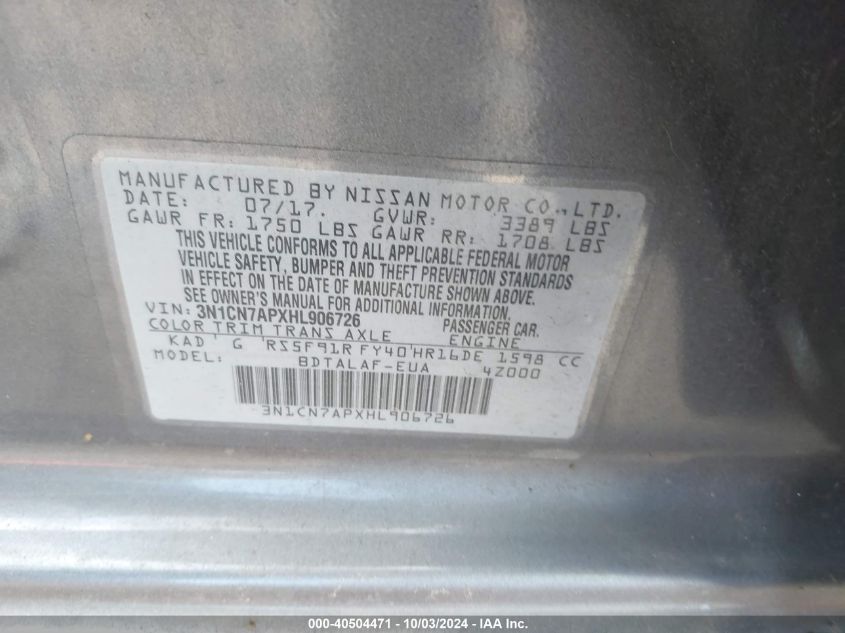 MANUFACTURED BY NISSAN MOTOR CO., LTD.
DATE: 07/17. GVWR: 3389 LBS
GAWR FR: 1750 LBS GAWR RR: 1708 LBS
THIS VEHICLE CONFORMS TO ALL APPLICABLE FEDERAL MOTOR
VEHICLE SAFETY, BUMPER AND THEFT PREVENTION STANDARDS
IN EFFECT ON THE DATE OF MANUFACTURE SHOWN ABOVE.
SEE OWNER'S MANUAL FOR ADDITIONAL INFORMATION.
VIN: 3N1CN7APXHL906726 PASSENGER CAR.
COLOR TRIM TRANS AXLE ENGINE
KAD ' G 'RS5F91R FY40'HR16DE 1598 CC
MODEL: BDTALAF-EUA 4Z000
3N1CN7APXHL906726
000-40504471 - 10/03/2024 - IAA Inc.